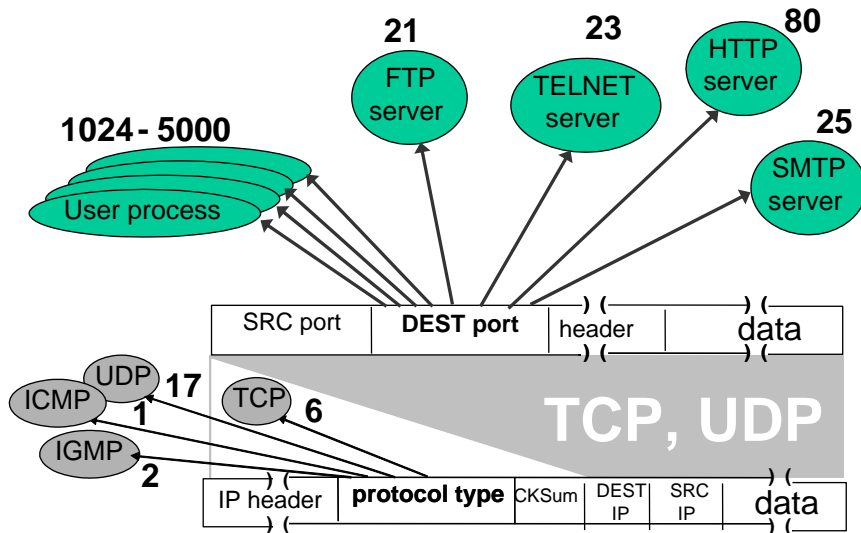 21
23
80
FTP
server
TELNET
server
HTTP
server
1024 - 5000
25
User process
SMTP
server
SRC port
DEST port
header
data
UDP
17
ICMP
1
TCP
6
IGMP
2
TCP, UDP
IP header
protocol type
CKSum
DEST
IP
SRC
IP
data